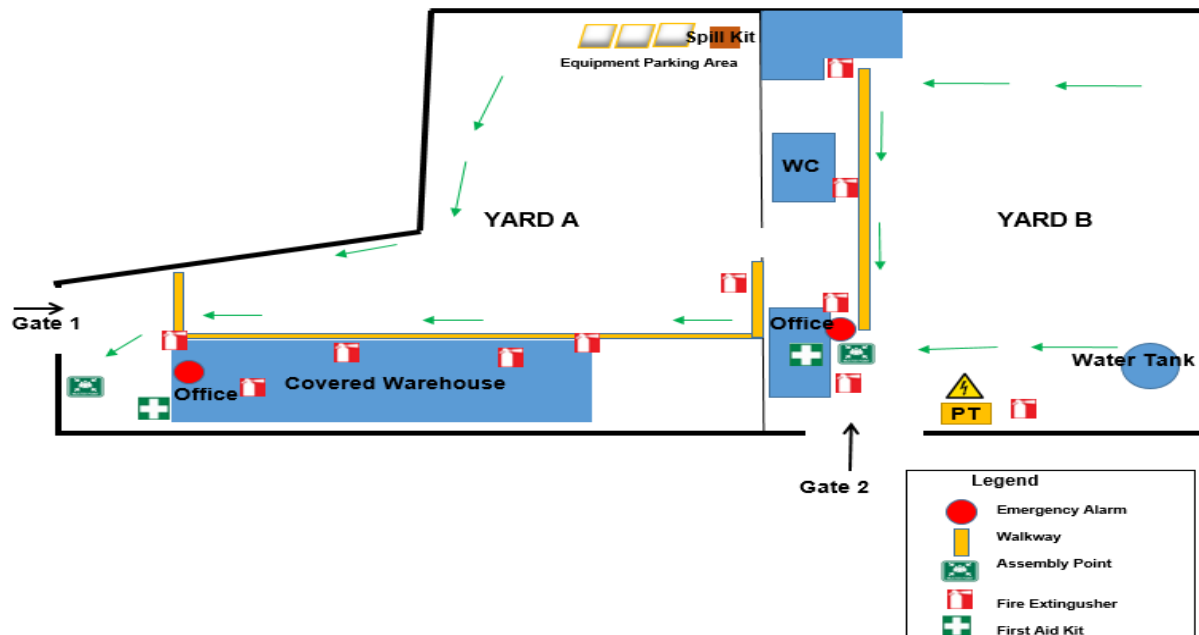 Spill Kit
Equipment Parking Area
WC
YARD A
YARD B
Gate 1
Office
Water Tank
Covered Warehouse
Office
PT
Gate 2
Legend
Emergency Alarm
Walkway
Assembly Point
Fire Extingusher
First Aid Kit